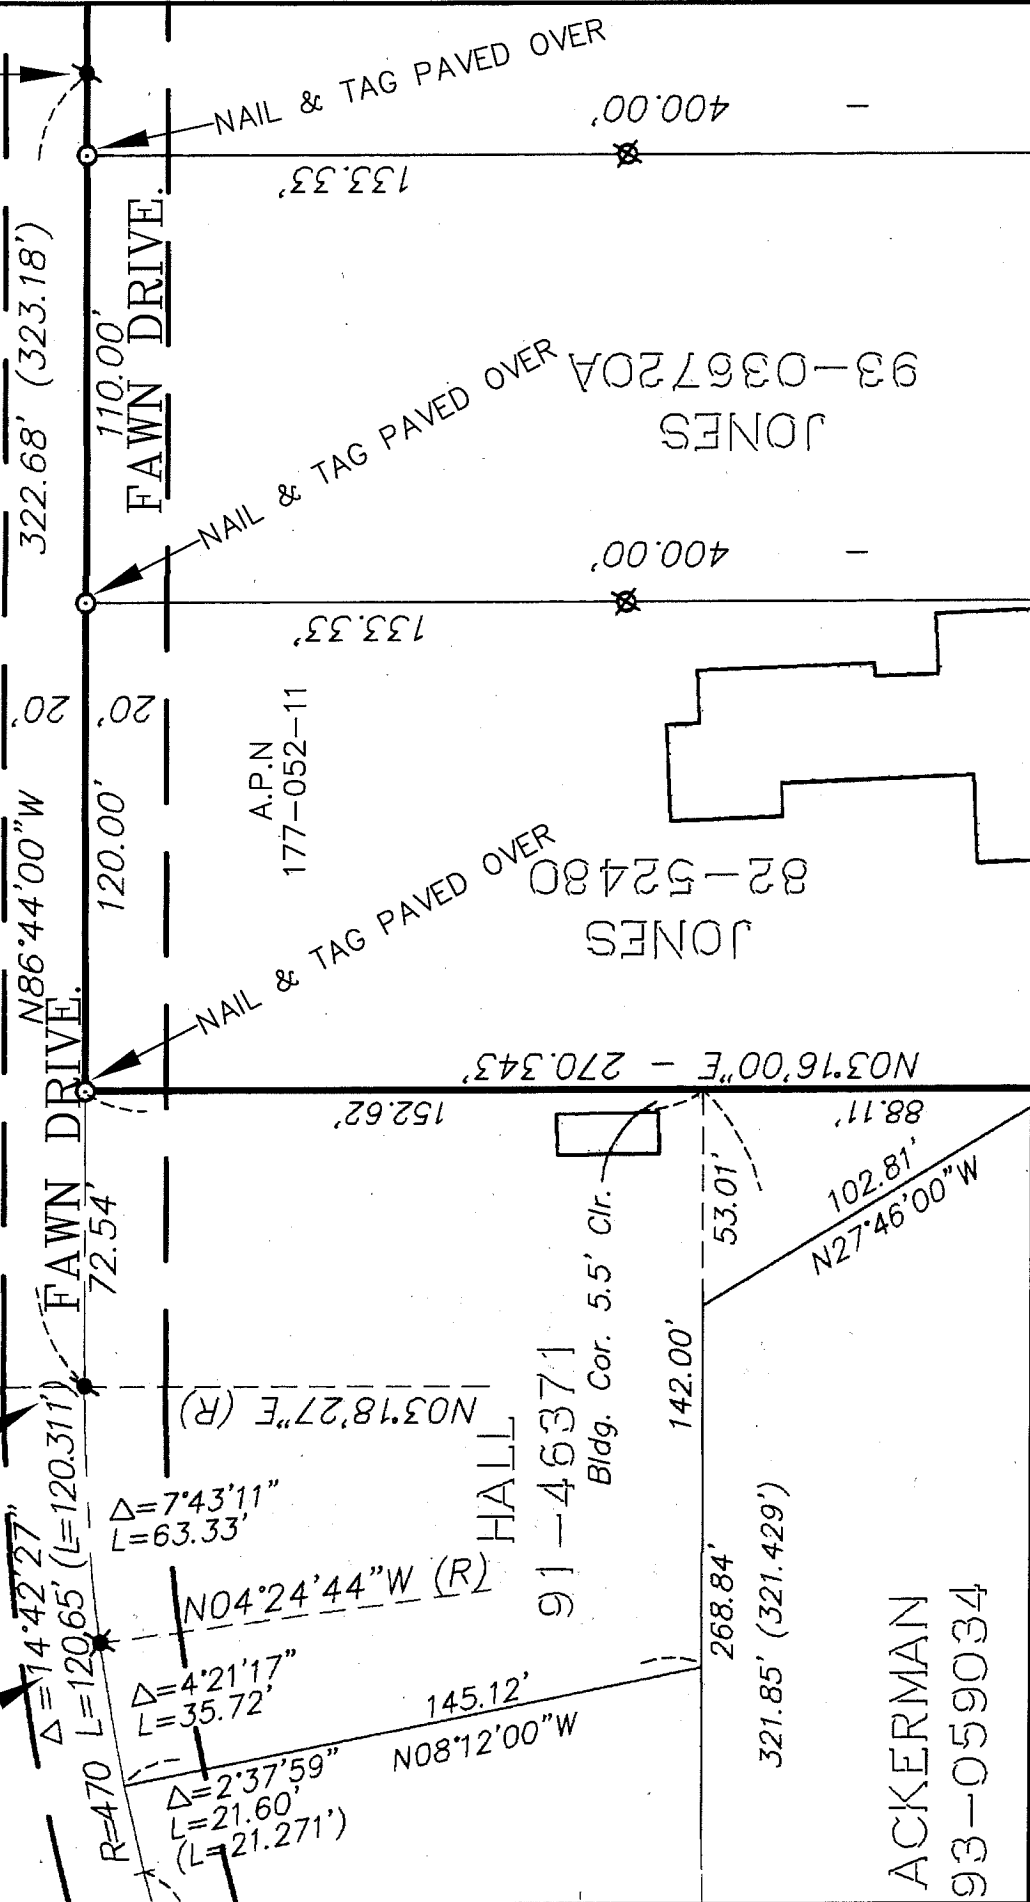 NAIL & TAG PAVED OVER
400.00'
133.33'
322.68' (323.18')
110.00'
FAWN DRIVE.
NAIL & TAG PAVED OVER
JONES
93-036720A
400.00'
133.33'
20'
20'
N86°44'00"W
120.00'
A.P.N
177-052-11
NAIL & TAG PAVED OVER
JONES
82-52480
FAWN DRIVE.
N03°16'00"E - 270.343'
152.62'
88.11'
72.54'
53.01'
102.81'
N27°46'00"W
Bldg. Cor. 5.5' Clr.
142.00'
N03°18'27"E (R)
HALL
91-46371
Δ=14°42'27"
L=120.65' (L=120.311')
Δ=7°43'11"
L=63.33'
N04°24'44"W (R)
268.84'
321.85' (321.429')
Δ=4°21'17"
L=35.72'
145.12'
N08°12'00"W
R=470
Δ=2°37'59"
L=21.60'
(L=21.271')
ACKERMAN
93-059034